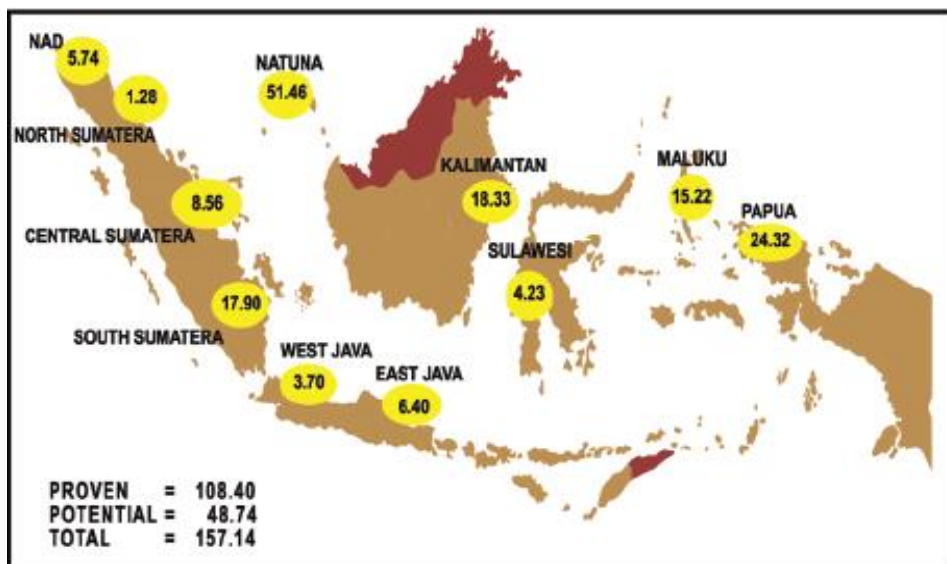 NAD
5.74
1.28
NORTH SUMATERA
NATUNA
51.46
KALIMANTAN
18.33
MALUKU
15.22
PAPUA
24.32
8.56
CENTRAL SUMATERA
SULAWESI
4.23
17.90
SOUTH SUMATERA
WEST JAVA
3.70
EAST JAVA
6.40
PROVEN = 108.40
POTENTIAL = 48.74
TOTAL = 157.14